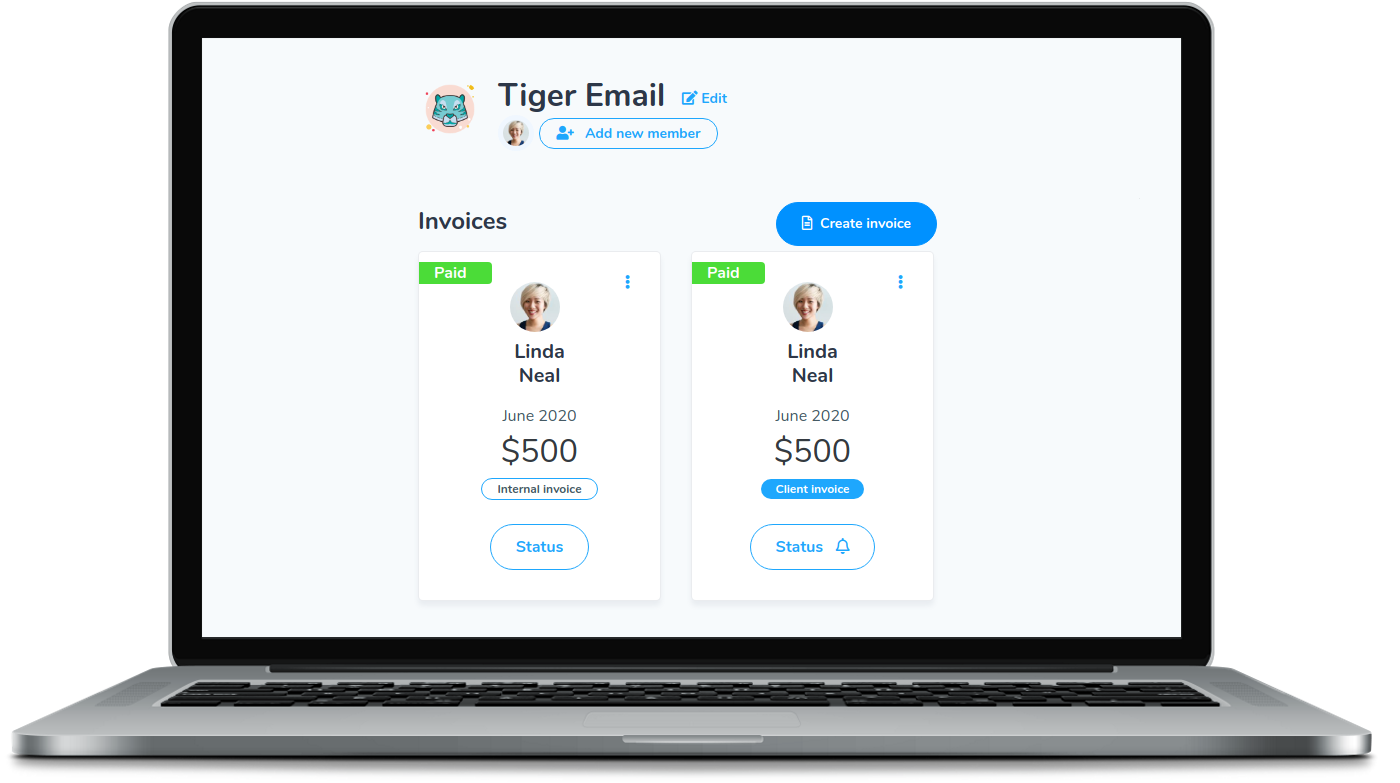 Tiger Email
Edit
Add new member
Invoices
Create invoice
Paid
Linda
Neal
June 2020
$500
Internal invoice
Status
Paid
Linda
Neal
June 2020
$500
Client invoice
Status